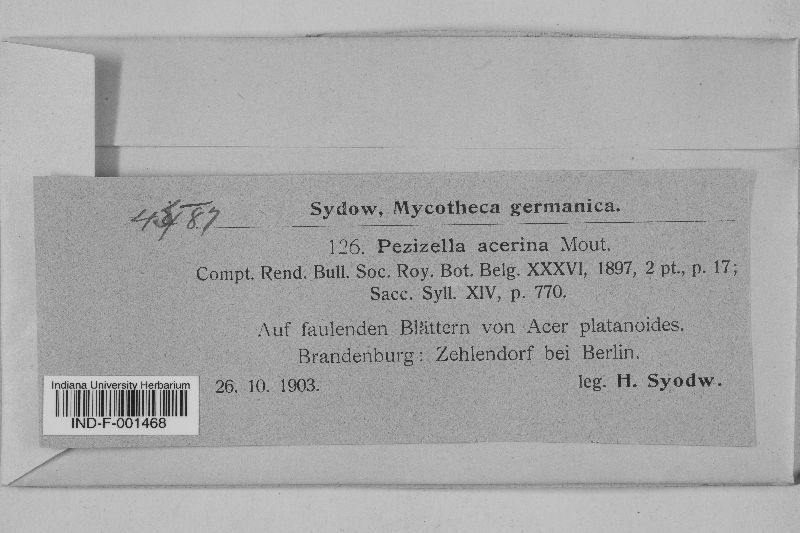 Sydow, Mycotheca germanica.
126. Pezizella acerina Mout.
Compt. Rend. Bull. Soc. Roy. Bot. Belg. XXXVI, 1897, 2 pt., p. 17;
Sacc. Syll. XIV, p. 770.
Auf faulenden Blättern von Acer platanoides.
Brandenburg: Zehlendorf bei Berlin.
26. 10. 1903. leg. H. Syodw.
Indiana University Herbarium
IND-F-001468